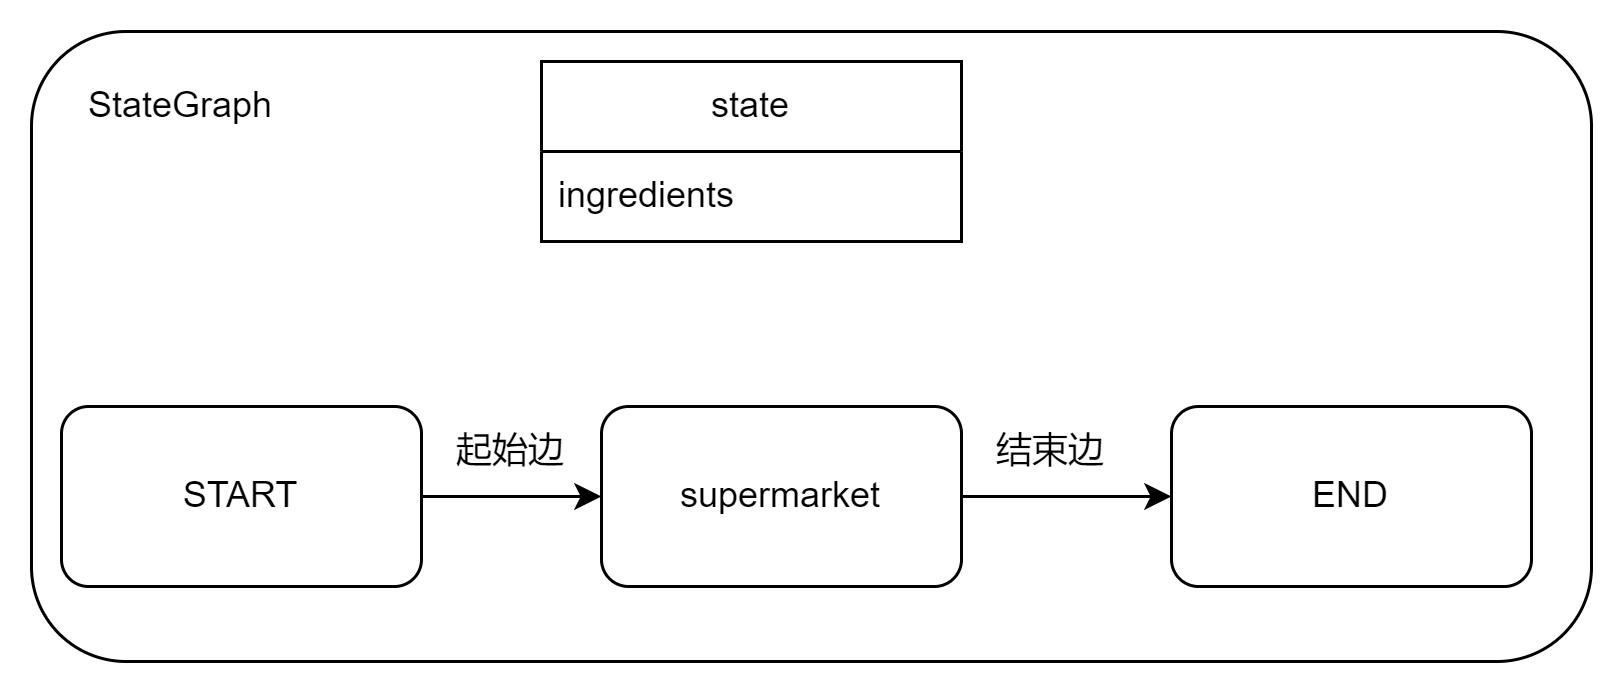 StateGraph
state
ingredients
START
起始边
supermarket
结束边
END